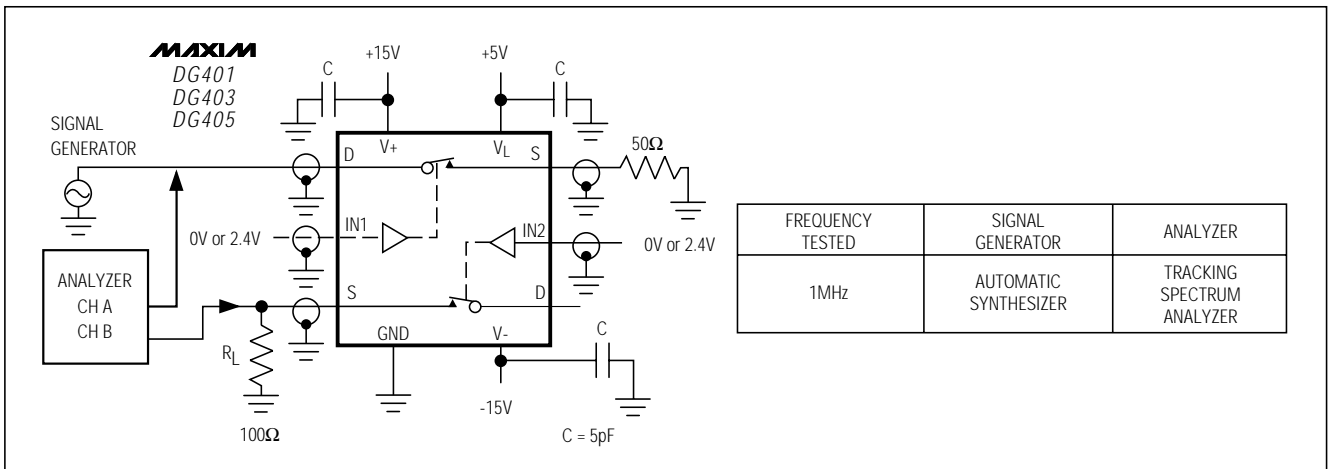 MAXIM
DG401
DG403
DG405
+15V
+5V
C
C
SIGNAL
GENERATOR
D
V+
VL
S
50Ω
0V or 2.4V
IN1
IN2
0V or 2.4V
ANALYZER
CH A
CH B
S
D
GND
V-
C
RL
-15V
100Ω
C = 5pF
FREQUENCY
TESTED
SIGNAL
GENERATOR
ANALYZER
1MHz
AUTOMATIC
SYNTHESIZER
TRACKING
SPECTRUM
ANALYZER